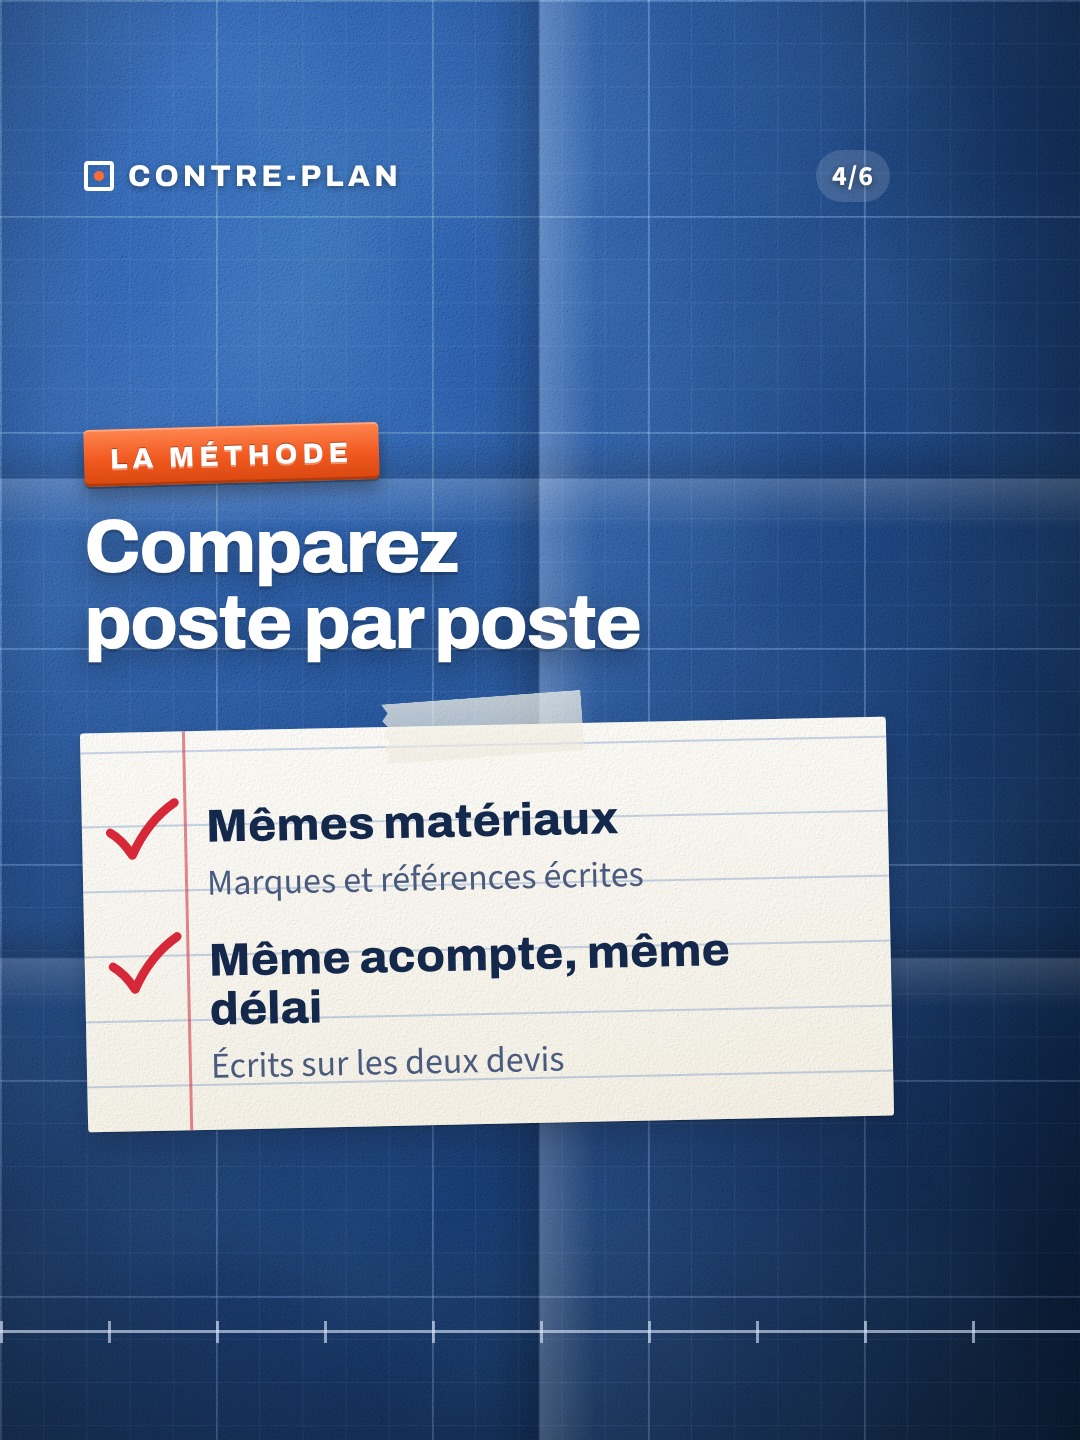 CONTRE-PLAN
4/6
LA MÉTHODE
Comparez
poste par poste
Mêmes matériaux
Marques et références écrites
Même acompte, même
délai
Écrits sur les deux devis